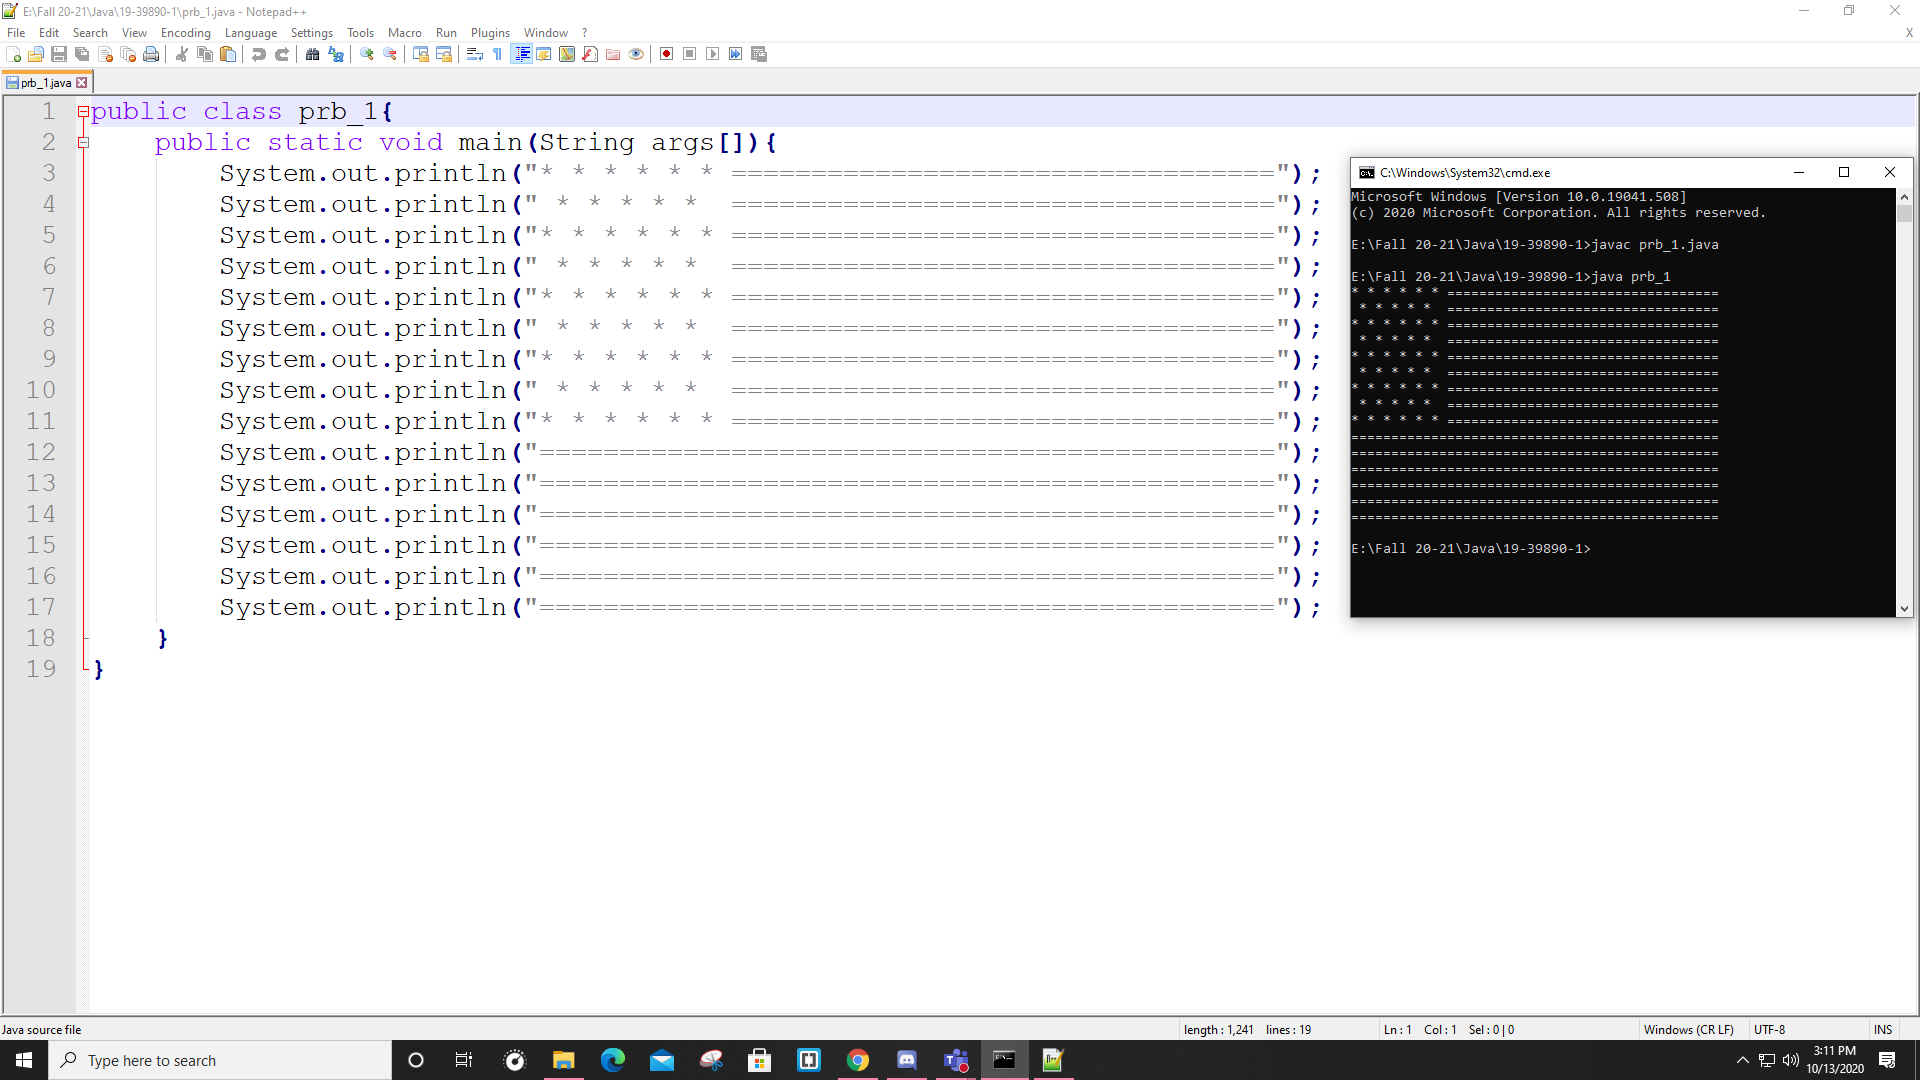 E:\Fall 20-21\Java\19-39890-1\prb_1.java - Notepad++
File Edit Search View Encoding Language Settings Tools Macro Run Plugins Window ? X
prb_1.java
1 public class prb_1{
2     public static void main(String args[]){
3         System.out.println("* * * * * * ==================================");
4         System.out.println(" * * * * *  ==================================");
5         System.out.println("* * * * * * ==================================");
6         System.out.println(" * * * * *  ==================================");
7         System.out.println("* * * * * * ==================================");
8         System.out.println(" * * * * *  ==================================");
9         System.out.println("* * * * * * ==================================");
10         System.out.println(" * * * * *  ==================================");
11         System.out.println("* * * * * * ==================================");
12         System.out.println("==============================================");
13         System.out.println("==============================================");
14         System.out.println("==============================================");
15         System.out.println("==============================================");
16         System.out.println("==============================================");
17         System.out.println("==============================================");
18     }
19 }
C:\Windows\System32\cmd.exe
Microsoft Windows [Version 10.0.19041.508]
(c) 2020 Microsoft Corporation. All rights reserved.
E:\Fall 20-21\Java\19-39890-1>javac prb_1.java
E:\Fall 20-21\Java\19-39890-1>java prb_1
* * * * * * ==================================
 * * * * *  ==================================
* * * * * * ==================================
 * * * * *  ==================================
* * * * * * ==================================
 * * * * *  ==================================
* * * * * * ==================================
 * * * * *  ==================================
* * * * * * ==================================
==============================================
==============================================
==============================================
==============================================
==============================================
==============================================
E:\Fall 20-21\Java\19-39890-1>
Java source file length : 1,241 lines : 19 Ln : 1 Col : 1 Sel : 0 | 0 Windows (CR LF) UTF-8 INS
Type here to search
3:11 PM
10/13/2020